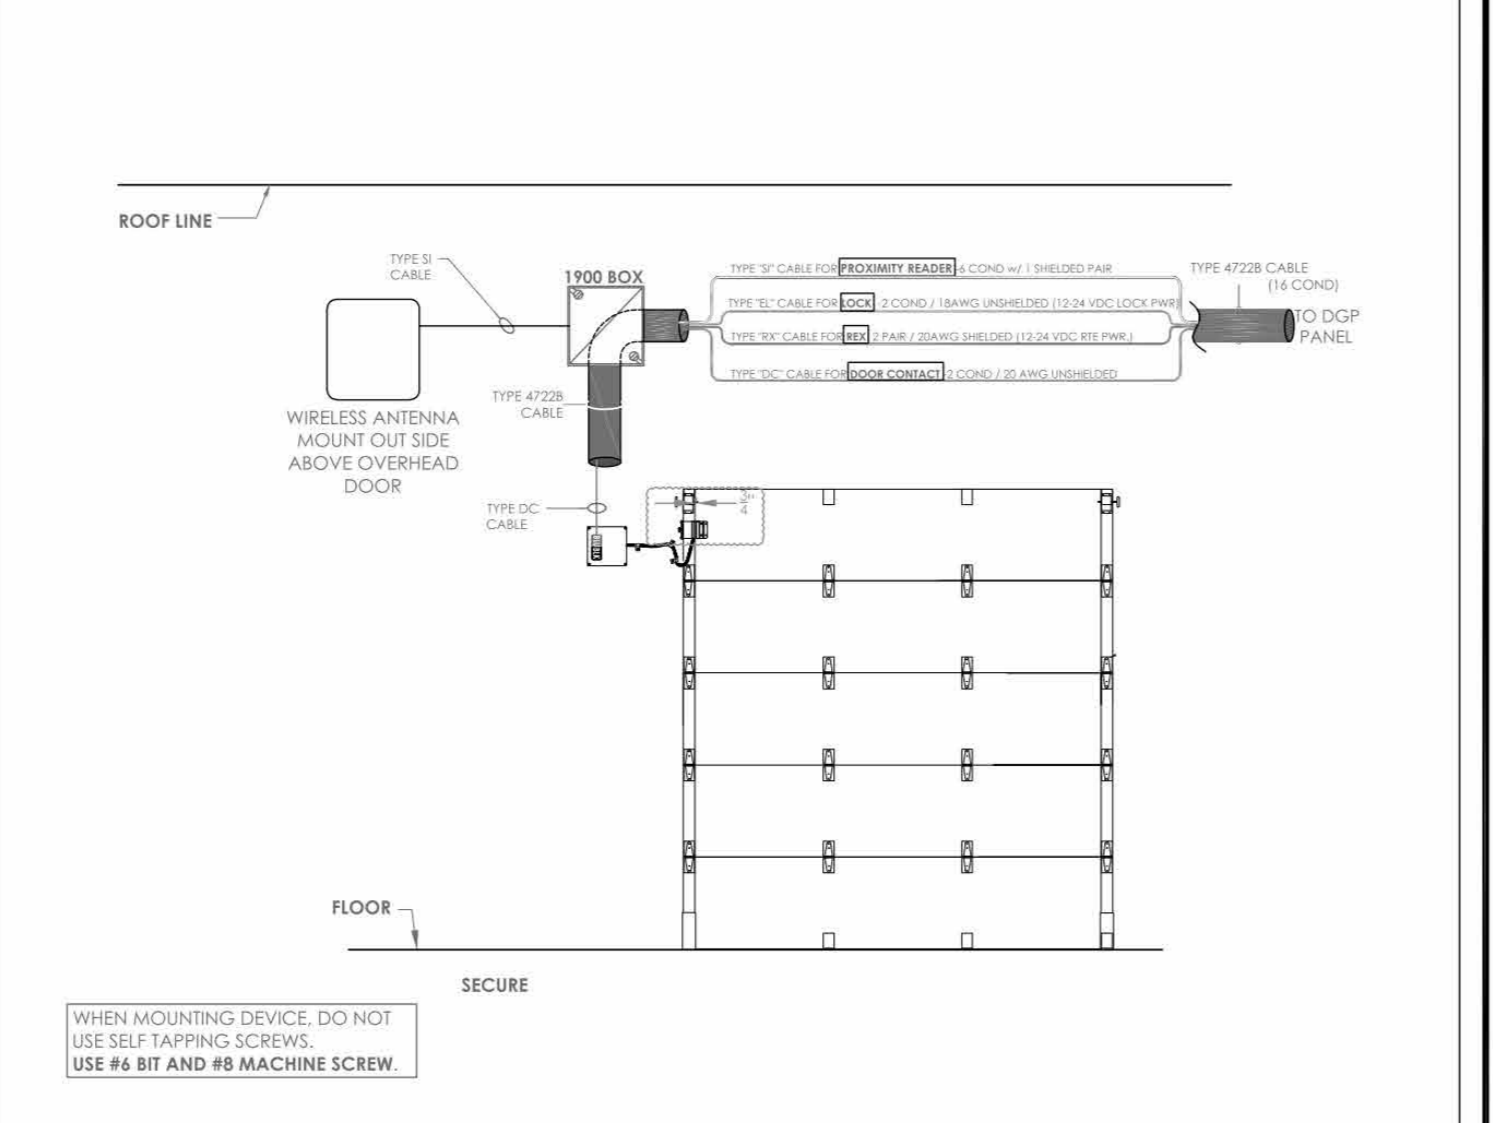 ROOF LINE
TYPE SI
CABLE
1900 BOX
TYPE "SI" CABLE FOR PROXIMITY READER-6 COND w/ 1 SHIELDED PAIR
TYPE "EL" CABLE FOR LOCK - 2 COND / 18AWG UNSHIELDED (12-24 VDC LOCK PWR)
TYPE "RX" CABLE FOR REX 2 PAIR / 20AWG SHIELDED (12-24 VDC RTE PWR.)
TYPE "DC" CABLE FOR DOOR CONTACT-2 COND / 20 AWG UNSHIELDED
TYPE 4722B CABLE
(16 COND)
TO DGP
PANEL
WIRELESS ANTENNA
MOUNT OUT SIDE
ABOVE OVERHEAD
DOOR
TYPE 4722B
CABLE
TYPE DC
CABLE
3"
4
FLOOR
SECURE
WHEN MOUNTING DEVICE, DO NOT
USE SELF TAPPING SCREWS.
USE #6 BIT AND #8 MACHINE SCREW.